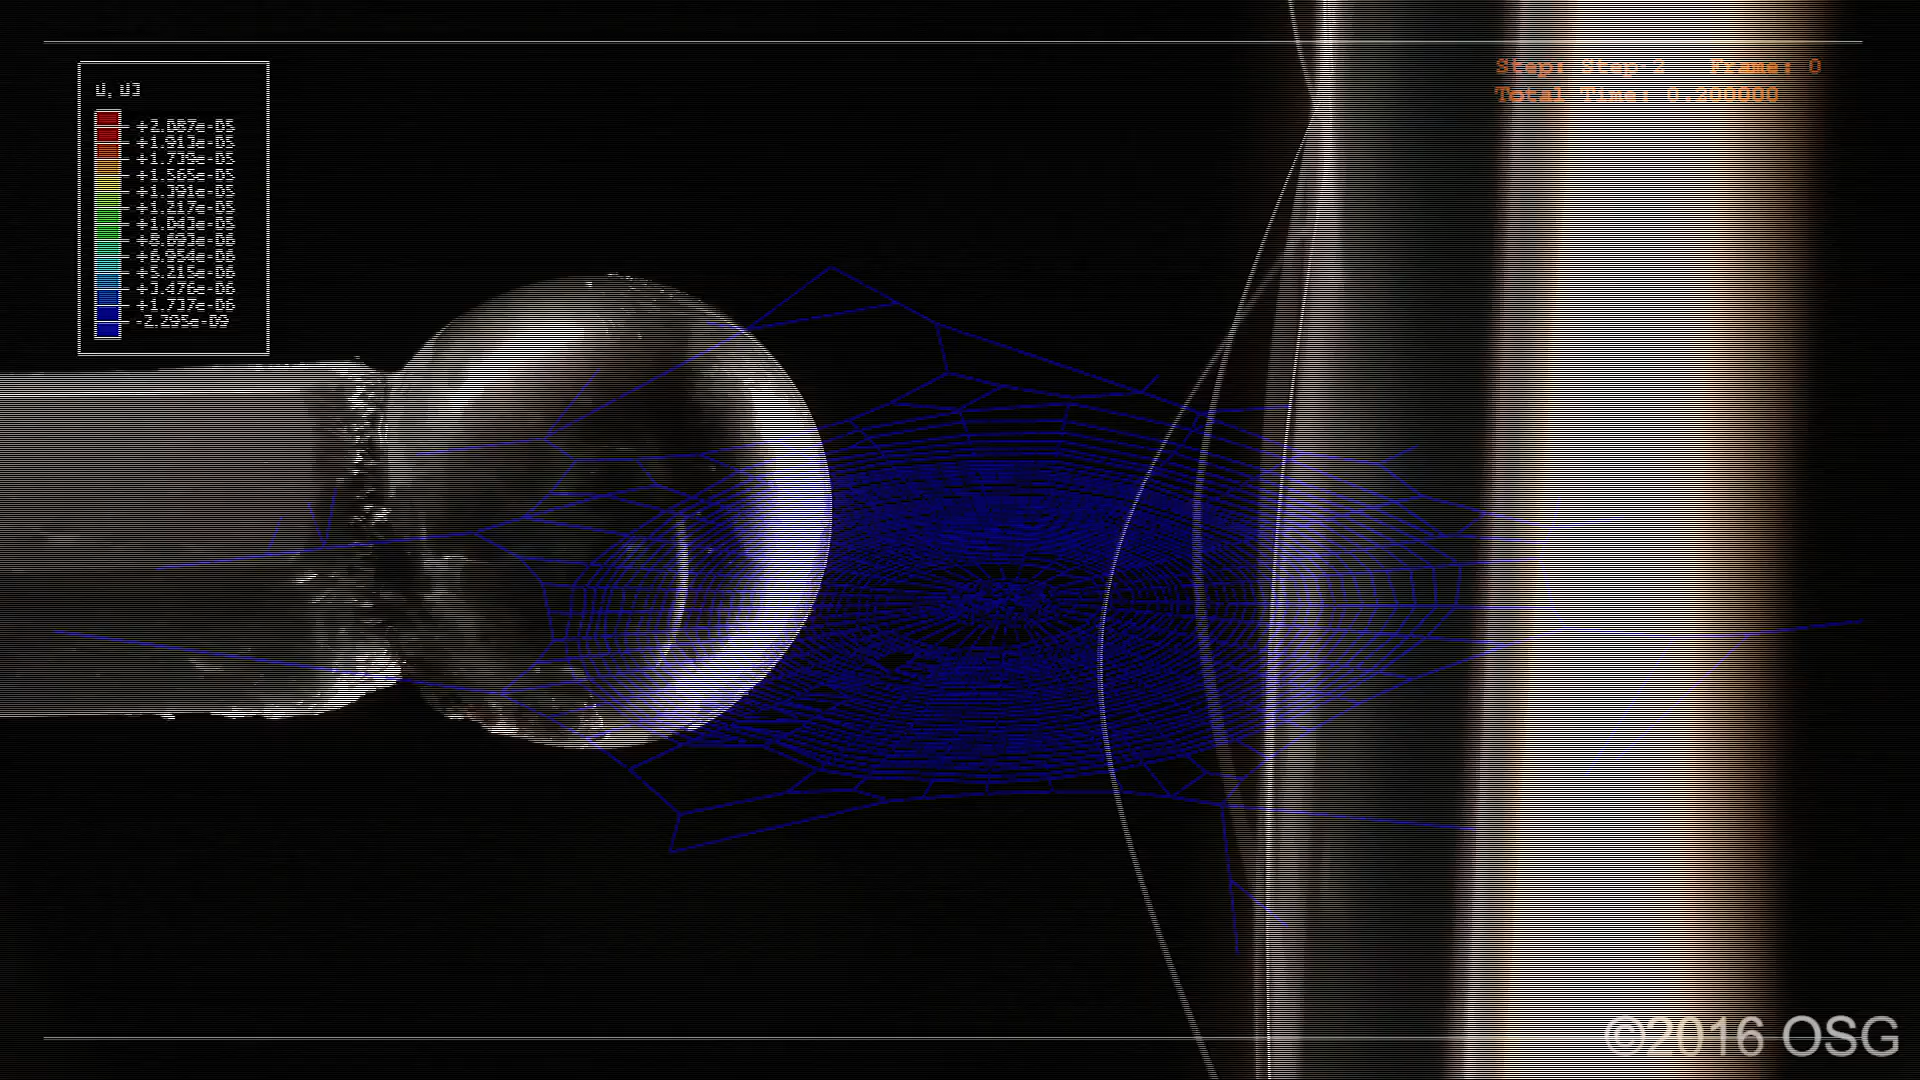 U, U3
+2.087e-05
+1.913e-05
+1.739e-05
+1.565e-05
+1.391e-05
+1.217e-05
+1.043e-05
+8.693e-06
+6.954e-06
+5.215e-06
+3.476e-06
+1.737e-06
-2.295e-09
Step: Step-2 Frame: 0
Total Time: 0.200000
©2016 OSG